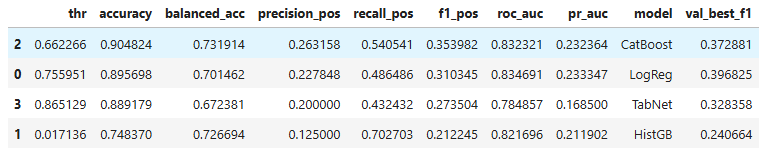 thr accuracy balanced_acc precision_pos recall_pos f1_pos roc_auc pr_auc model val_best_f1
2 0.662266 0.904824 0.731914 0.263158 0.540541 0.353982 0.832321 0.232364 CatBoost 0.372881
0 0.755951 0.895698 0.701462 0.227848 0.486486 0.310345 0.834691 0.233347 LogReg 0.396825
3 0.865129 0.889179 0.672381 0.200000 0.432432 0.273504 0.784857 0.168500 TabNet 0.328358
1 0.017136 0.748370 0.726694 0.125000 0.702703 0.212245 0.821696 0.211902 HistGB 0.240664